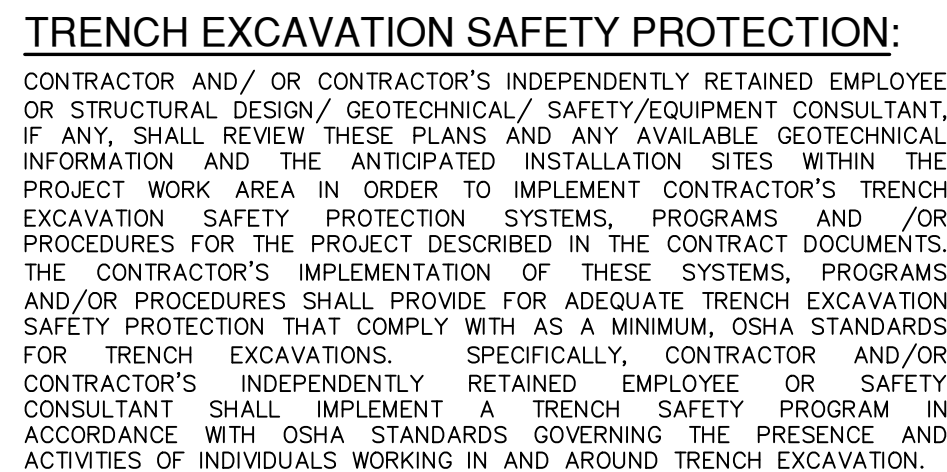 TRENCH EXCAVATION SAFETY PROTECTION:
CONTRACTOR AND/ OR CONTRACTOR'S INDEPENDENTLY RETAINED EMPLOYEE
OR STRUCTURAL DESIGN/ GEOTECHNICAL/ SAFETY/EQUIPMENT CONSULTANT,
IF ANY, SHALL REVIEW THESE PLANS AND ANY AVAILABLE GEOTECHNICAL
INFORMATION AND THE ANTICIPATED INSTALLATION SITES WITHIN THE
PROJECT WORK AREA IN ORDER TO IMPLEMENT CONTRACTOR'S TRENCH
EXCAVATION SAFETY PROTECTION SYSTEMS, PROGRAMS AND /OR
PROCEDURES FOR THE PROJECT DESCRIBED IN THE CONTRACT DOCUMENTS.
THE CONTRACTOR'S IMPLEMENTATION OF THESE SYSTEMS, PROGRAMS
AND/OR PROCEDURES SHALL PROVIDE FOR ADEQUATE TRENCH EXCAVATION
SAFETY PROTECTION THAT COMPLY WITH AS A MINIMUM, OSHA STANDARDS
FOR TRENCH EXCAVATIONS. SPECIFICALLY, CONTRACTOR AND/OR
CONTRACTOR'S INDEPENDENTLY RETAINED EMPLOYEE OR SAFETY
CONSULTANT SHALL IMPLEMENT A TRENCH SAFETY PROGRAM IN
ACCORDANCE WITH OSHA STANDARDS GOVERNING THE PRESENCE AND
ACTIVITIES OF INDIVIDUALS WORKING IN AND AROUND TRENCH EXCAVATION.